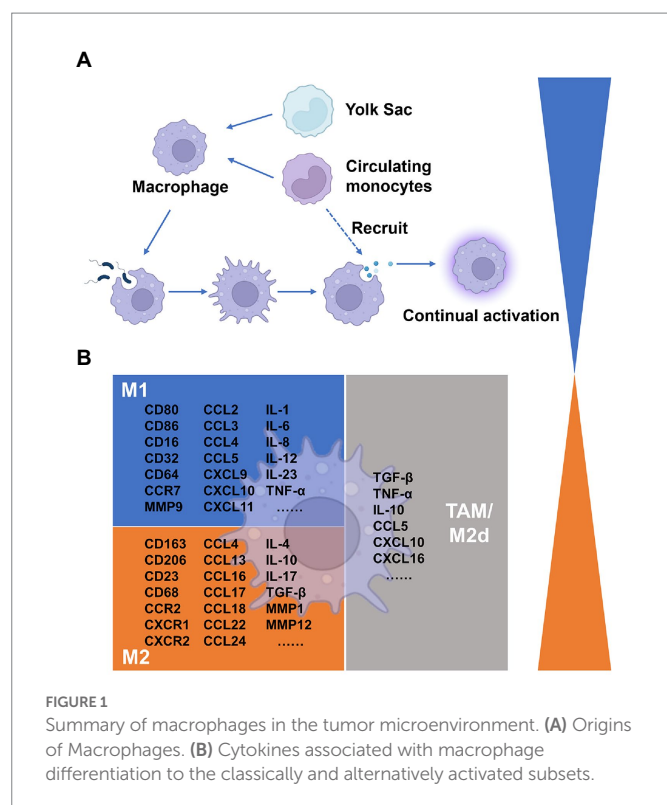 A
Yolk Sac
Macrophage
Circulating
monocytes
Recruit
Continual activation
B
M1
CD80 CCL2 IL-1
CD86 CCL3 IL-6
CD16 CCL4 IL-8
CD32 CCL5 IL-12
CD64 CXCL9 IL-23
CCR7 CXCL10 TNF-α
MMP9 CXCL11 ......
CD163 CCL4 IL-4
CD206 CCL13 IL-10
CD23 CCL16 IL-17
CD68 CCL17 TGF-β
CCR2 CCL18 MMP1
CXCR1 CCL22 MMP12
CXCR2 CCL24 ......
M2
TGF-β
TNF-α
IL-10
CCL5
CXCL10
CXCL16
......
TAM/
M2d
FIGURE 1
Summary of macrophages in the tumor microenvironment. (A) Origins
of Macrophages. (B) Cytokines associated with macrophage
differentiation to the classically and alternatively activated subsets.